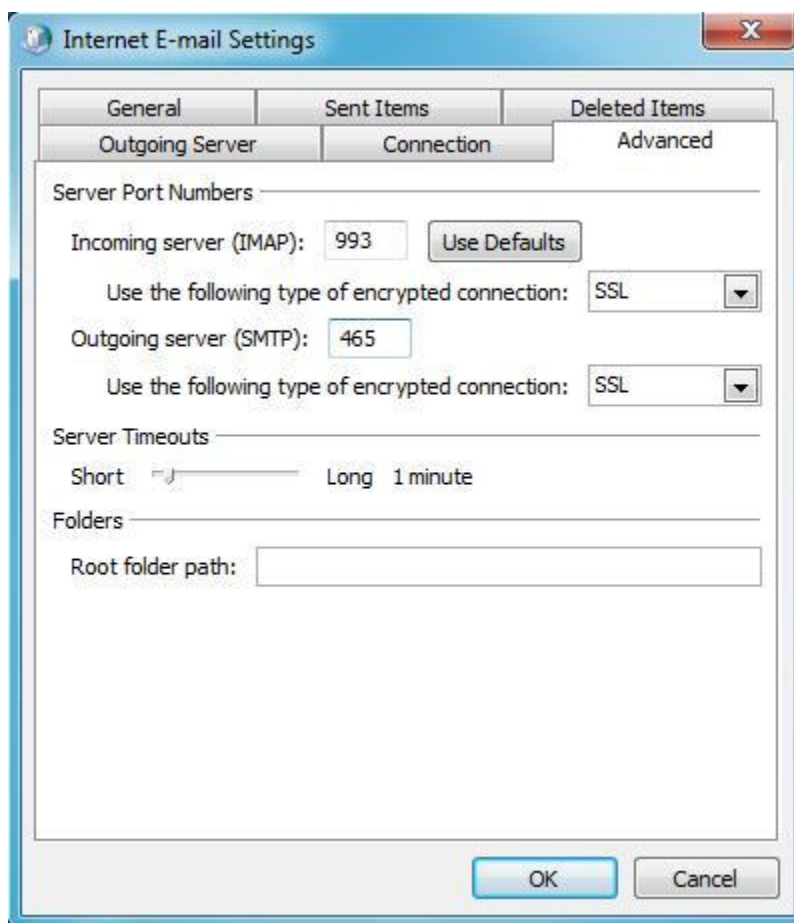 Internet E-mail Settings
X
General Sent Items Deleted Items
Outgoing Server Connection Advanced
Server Port Numbers
Incoming server (IMAP): 993 Use Defaults
Use the following type of encrypted connection: SSL
Outgoing server (SMTP): 465
Use the following type of encrypted connection: SSL
Server Timeouts
Short Long 1 minute
Folders
Root folder path:
OK Cancel